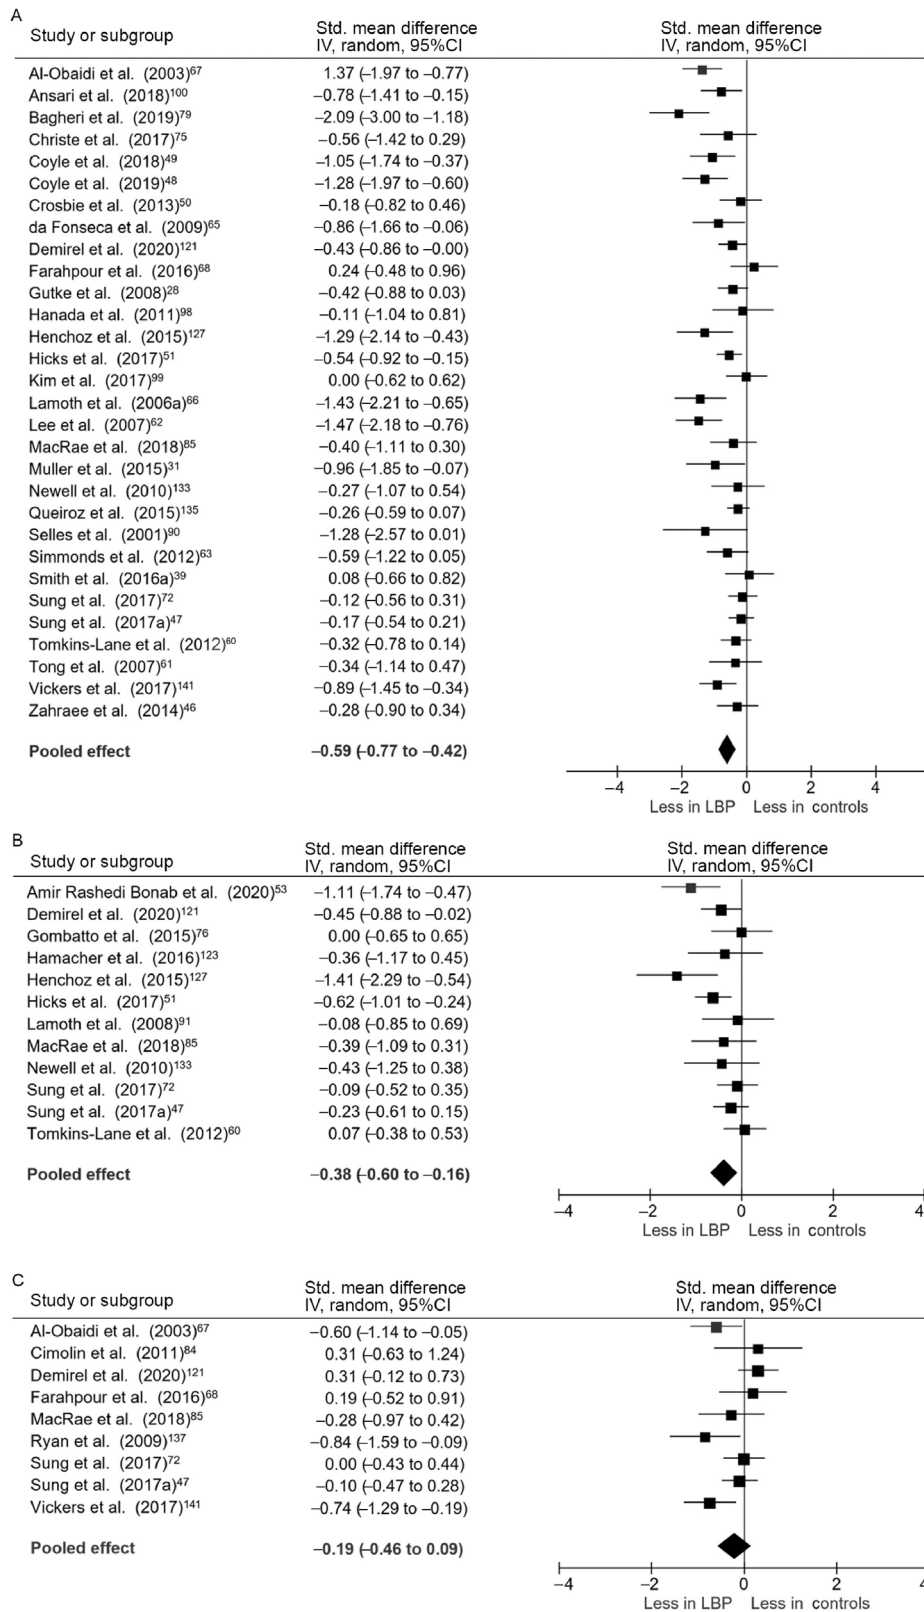 A
Study or subgroup Std. mean difference Std. mean difference
IV, random, 95%CI IV, random, 95%CI
Al-Obaidi et al. (2003)67 1.37 (–1.97 to –0.77)
Ansari et al. (2018)100 –0.78 (–1.41 to –0.15)
Bagheri et al. (2019)79 –2.09 (–3.00 to –1.18)
Christe et al. (2017)75 –0.56 (–1.42 to 0.29)
Coyle et al. (2018)49 –1.05 (–1.74 to –0.37)
Coyle et al. (2019)48 –1.28 (–1.97 to –0.60)
Crosbie et al. (2013)50 –0.18 (–0.82 to 0.46)
da Fonseca et al. (2009)65 –0.86 (–1.66 to –0.06)
Demirel et al. (2020)121 –0.43 (–0.86 to –0.00)
Farahpour et al. (2016)68 0.24 (–0.48 to 0.96)
Gutke et al. (2008)28 –0.42 (–0.88 to 0.03)
Hanada et al. (2011)98 –0.11 (–1.04 to 0.81)
Henchoz et al. (2015)127 –1.29 (–2.14 to –0.43)
Hicks et al. (2017)51 –0.54 (–0.92 to –0.15)
Kim et al. (2017)99 0.00 (–0.62 to 0.62)
Lamoth et al. (2006a)66 –1.43 (–2.21 to –0.65)
Lee et al. (2007)62 –1.47 (–2.18 to –0.76)
MacRae et al. (2018)85 –0.40 (–1.11 to 0.30)
Muller et al. (2015)31 –0.96 (–1.85 to –0.07)
Newell et al. (2010)133 –0.27 (–1.07 to 0.54)
Queiroz et al. (2015)135 –0.26 (–0.59 to 0.07)
Selles et al. (2001)90 –1.28 (–2.57 to 0.01)
Simmonds et al. (2012)63 –0.59 (–1.22 to 0.05)
Smith et al. (2016a)39 0.08 (–0.66 to 0.82)
Sung et al. (2017)72 –0.12 (–0.56 to 0.31)
Sung et al. (2017a)47 –0.17 (–0.54 to 0.21)
Tomkins-Lane et al. (2012)60 –0.32 (–0.78 to 0.14)
Tong et al. (2007)61 –0.34 (–1.14 to 0.47)
Vickers et al. (2017)141 –0.89 (–1.45 to –0.34)
Zahraee et al. (2014)46 –0.28 (–0.90 to 0.34)
Pooled effect –0.59 (–0.77 to –0.42)
–4 –2 0 2 4
Less in LBP Less in controls
B
Study or subgroup Std. mean difference Std. mean difference
IV, random, 95%CI IV, random, 95%CI
Amir Rashedi Bonab et al. (2020)53 –1.11 (–1.74 to –0.47)
Demirel et al. (2020)121 –0.45 (–0.88 to –0.02)
Gombatto et al. (2015)76 0.00 (–0.65 to 0.65)
Hamacher et al. (2016)123 –0.36 (–1.17 to 0.45)
Henchoz et al. (2015)127 –1.41 (–2.29 to –0.54)
Hicks et al. (2017)51 –0.62 (–1.01 to –0.24)
Lamoth et al. (2008)91 –0.08 (–0.85 to 0.69)
MacRae et al. (2018)85 –0.39 (–1.09 to 0.31)
Newell et al. (2010)133 –0.43 (–1.25 to 0.38)
Sung et al. (2017)72 –0.09 (–0.52 to 0.35)
Sung et al. (2017a)47 –0.23 (–0.61 to 0.15)
Tomkins-Lane et al. (2012)60 0.07 (–0.38 to 0.53)
Pooled effect –0.38 (–0.60 to –0.16)
–4 –2 0 2 4
Less in LBP Less in controls
C
Study or subgroup Std. mean difference Std. mean difference
IV, random, 95%CI IV, random, 95%CI
Al-Obaidi et al. (2003)67 –0.60 (–1.14 to –0.05)
Cimolin et al. (2011)84 0.31 (–0.63 to 1.24)
Demirel et al. (2020)121 0.31 (–0.12 to 0.73)
Farahpour et al. (2016)68 0.19 (–0.52 to 0.91)
MacRae et al. (2018)85 –0.28 (–0.97 to 0.42)
Ryan et al. (2009)137 –0.84 (–1.59 to –0.09)
Sung et al. (2017)72 0.00 (–0.43 to 0.44)
Sung et al. (2017a)47 –0.10 (–0.47 to 0.28)
Vickers et al. (2017)141 –0.74 (–1.29 to –0.19)
Pooled effect –0.19 (–0.46 to 0.09)
–4 –2 0 2 4
Less in LBP Less in controls